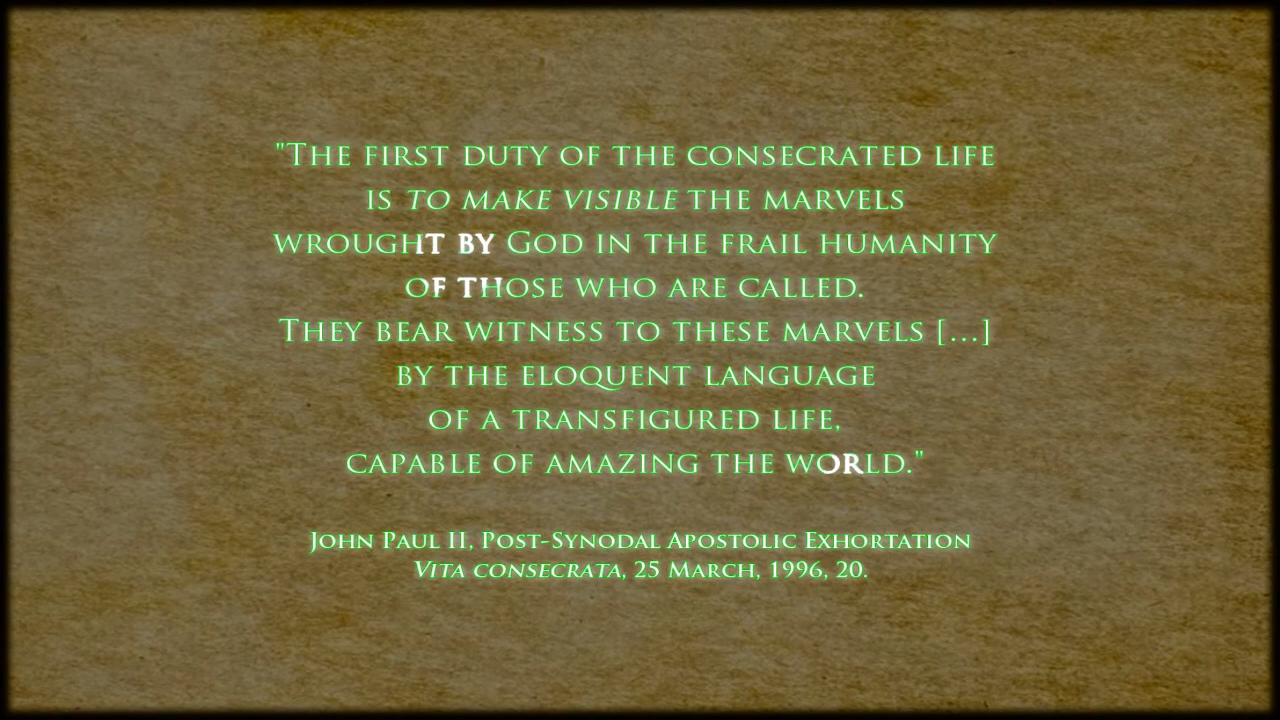 "The first duty of the consecrated life
is to make visible the marvels
wrought by God in the frail humanity
of those who are called.
They bear witness to these marvels [...]
by the eloquent language
of a transfigured life,
capable of amazing the world."
John Paul II, Post-Synodal Apostolic Exhortation
Vita consecrata, 25 March, 1996, 20.